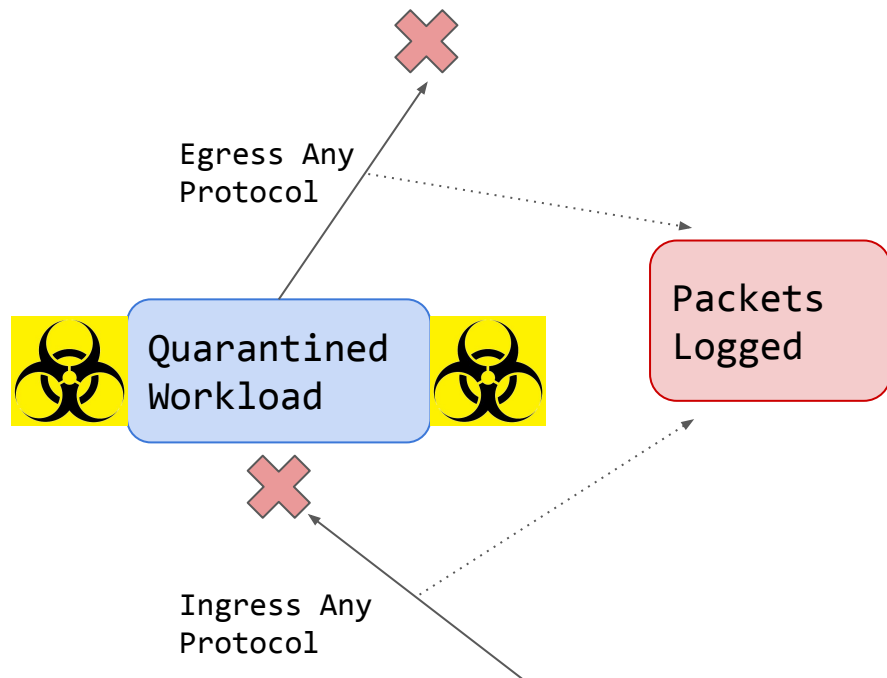 Egress Any
Protocol
Packets
Logged
Quarantined
Workload
Ingress Any
Protocol